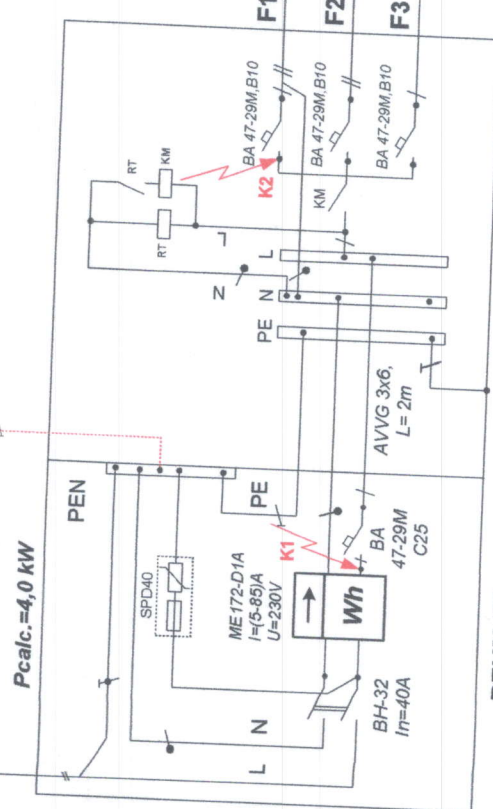 F1
F2
F3
BA 47-29M,B10
BA 47-29M,B10
BA 47-29M,B10
RT
KM
RT
K2
KM
L
N
L
N
PE
AVVG 3x6,
L= 2m
Pcalc.=4,0 kW
PEN
SPD40
PE
ME172-D1A
I=(5-85)A
U=230V
K1
BA
47-29M
C25
Wh
N
L
BH-32
In=40A